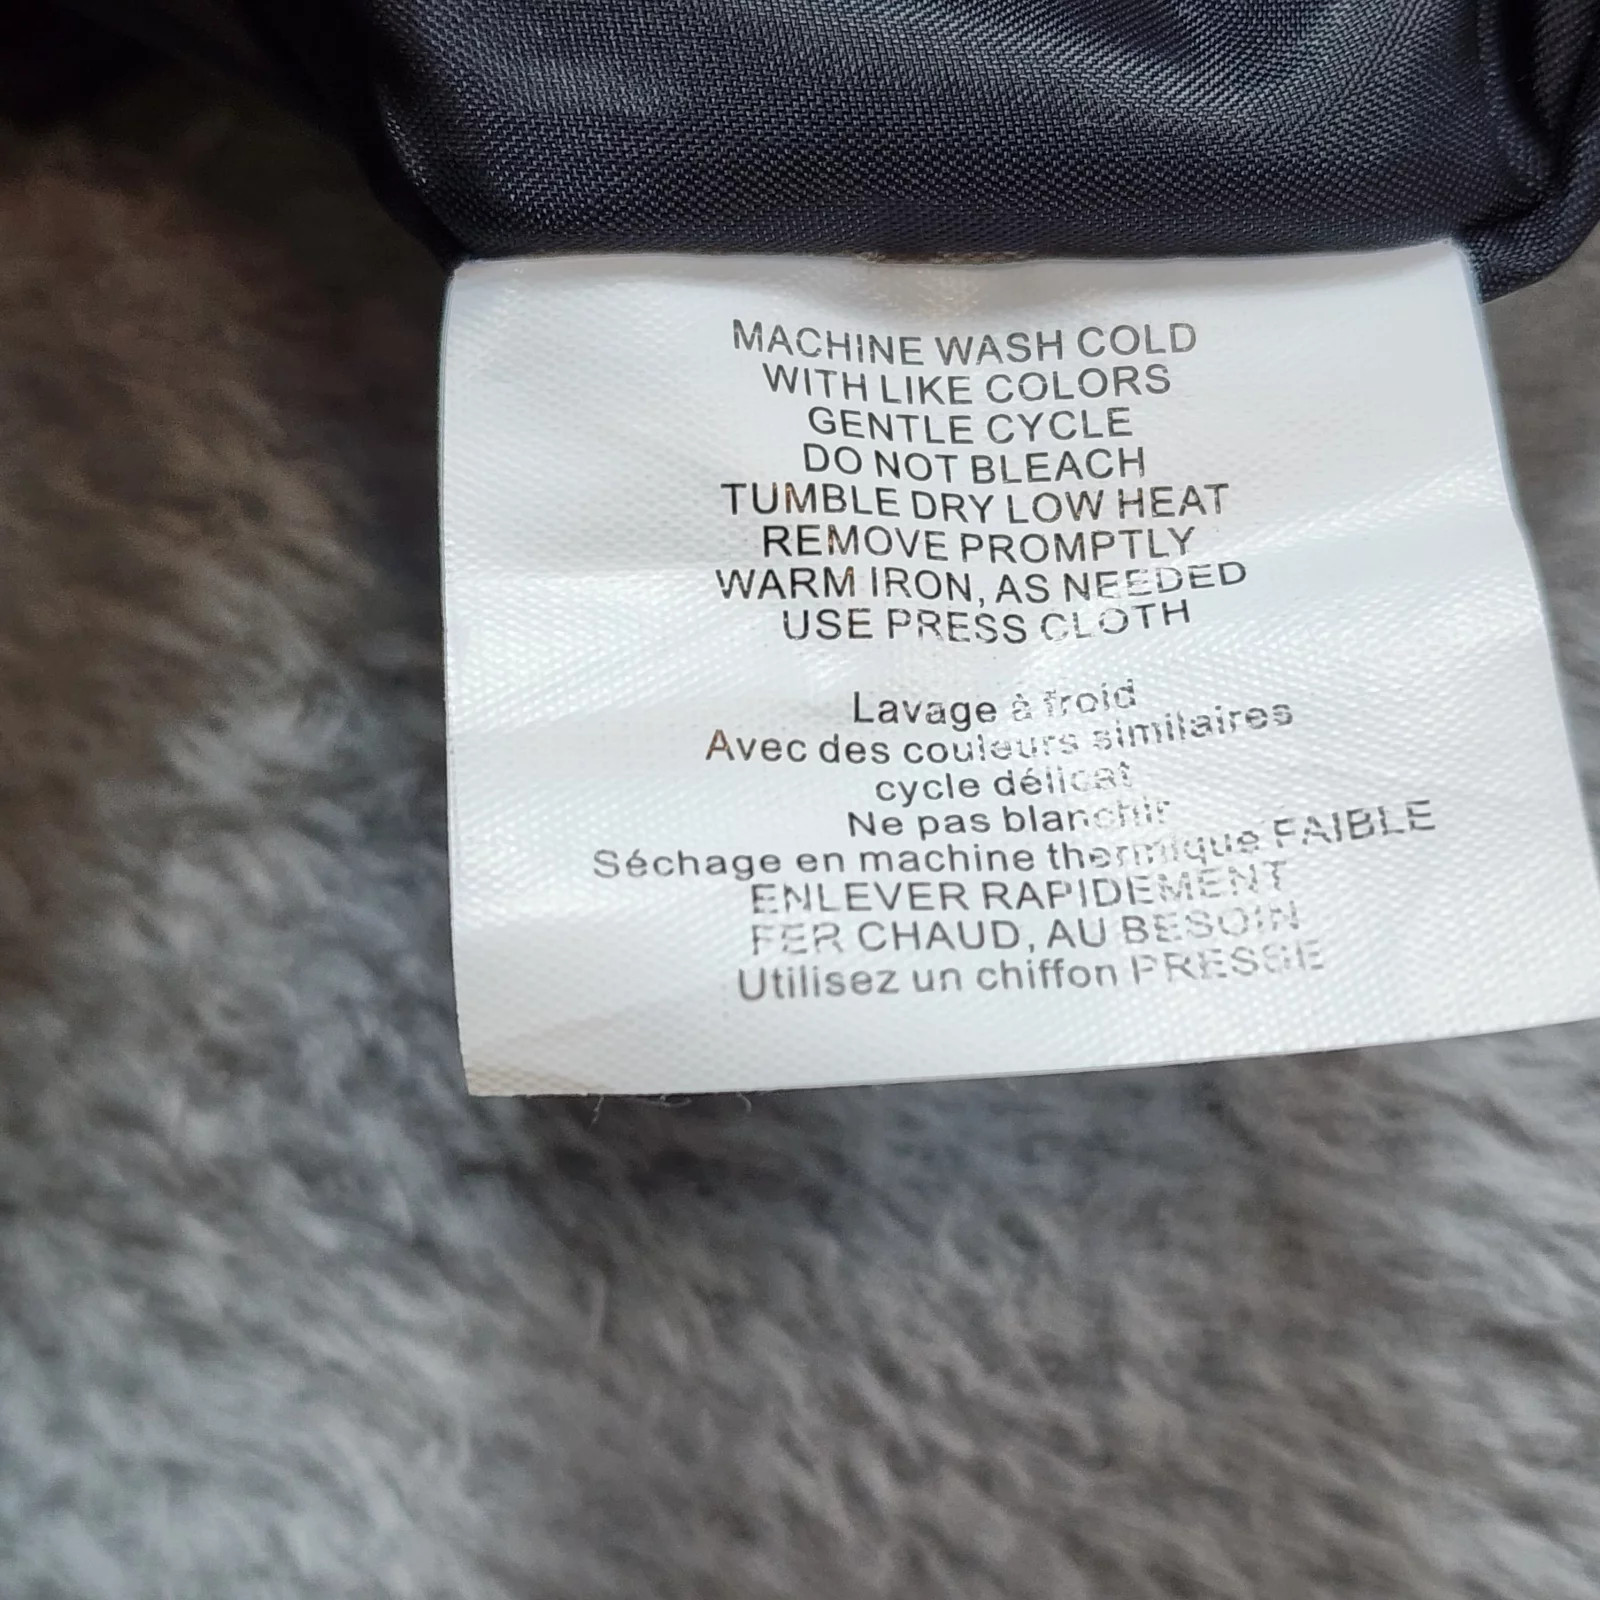 MACHINE WASH COLD
WITH LIKE COLORS
GENTLE CYCLE
DO NOT BLEACH
TUMBLE DRY LOW HEAT
REMOVE PROMPTLY
WARM IRON, AS NEEDED
USE PRESS CLOTH
Lavage à froid
Avec des couleurs similaires
cycle délicat
Ne pas blanchir
Séchage en machine thermique FAIBLE
ENLEVER RAPIDEMENT
FER CHAUD, AU BESOIN
Utilisez un chiffon PRESSE